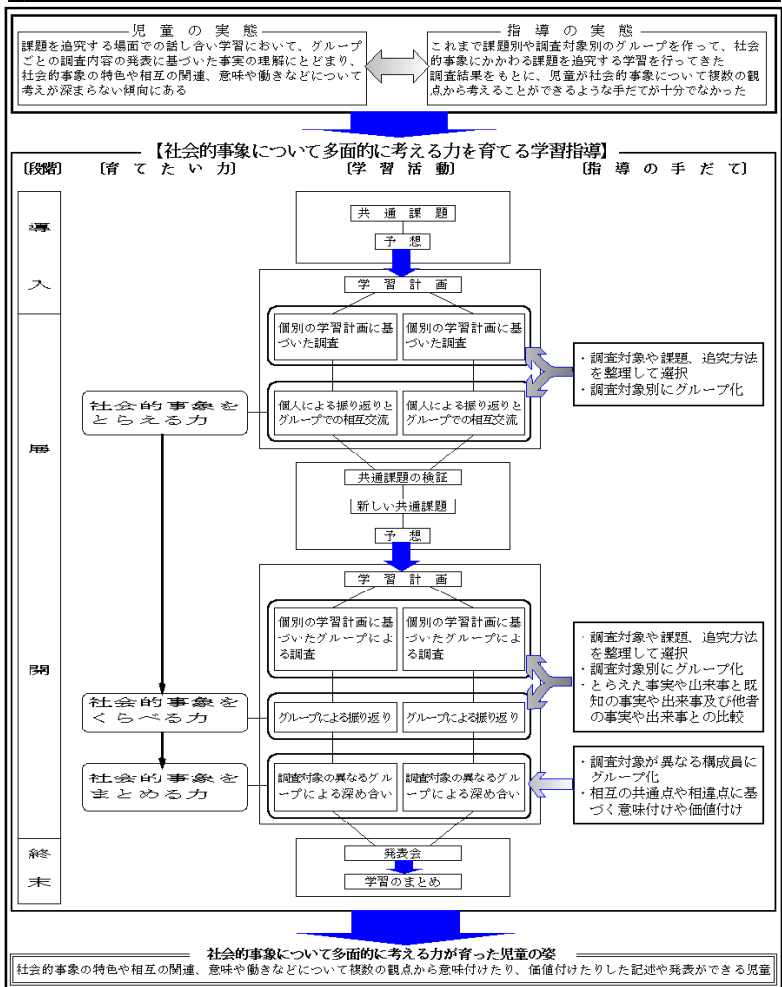 児童の実態
課題を追究する場面での話し合い学習において、グループ
ごとの調査内容の発表に基づいた事実の理解にとどまり、
社会的事象の特色や相互の関連、意味や働きなどについて
考えが深まらない傾向にある
指導の実態
これまで課題別や調査対象別のグループを作って、社会
的事象にかかわる課題を追究する学習を行ってきた
調査結果をもとに、児童が社会的事象について複数の観
点から考えることができるような手だてが十分でなかった
【社会的事象について多面的に考える力を育てる学習指導】
〔段階〕 〔育てたい力〕 〔学習活動〕 〔指導の手だて〕
導入
共通課題
予想
学習計画
展開
個別の学習計画に基
づいた調査
個別の学習計画に基
づいた調査
・調査対象や課題、追究方法
を整理して選択
・調査対象別にグループ化
社会的事象を
とらえる力
個人による振り返りと
グループでの相互交流
個人による振り返りと
グループでの相互交流
共通課題の検証
新しい共通課題
予想
学習計画
個別の学習計画に基
づいたグループによ
る調査
個別の学習計画に基
づいたグループによ
る調査
・調査対象や課題、追究方法
を整理して選択
・調査対象別にグループ化
・とらえた事実や出来事と既
知の事実や出来事及び他者
の事実や出来事との比較
社会的事象を
くらべる力
グループによる振り返り
グループによる振り返り
社会的事象を
まとめる力
調査対象の異なるグル
ープによる深め合い
調査対象の異なるグル
ープによる深め合い
・調査対象が異なる構成員に
グループ化
・相互の共通点や相違点に基
づく意味付けや価値付け
終末
発表会
学習のまとめ
社会的事象について多面的に考える力が育った児童の姿
社会的事象の特色や相互の関連、意味や働きなどについて複数の観点から意味付けたり、価値付けたりした記述や発表ができる児童